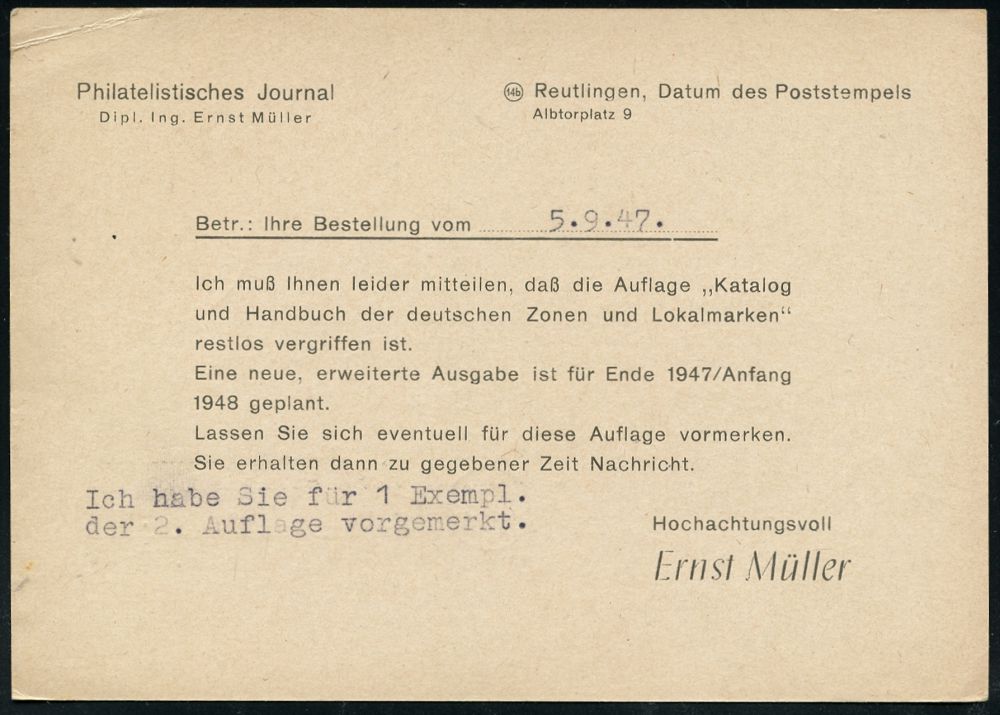 Philatelistisches Journal
Dipl. Ing. Ernst Müller
14b Reutlingen, Datum des Poststempels
Albtorplatz 9
Betr.: Ihre Bestellung vom 5.9.47.
Ich muß Ihnen leider mitteilen, daß die Auflage „Katalog
und Handbuch der deutschen Zonen und Lokalmarken“
restlos vergriffen ist.
Eine neue, erweiterte Ausgabe ist für Ende 1947/Anfang
1948 geplant.
Lassen Sie sich eventuell für diese Auflage vormerken.
Sie erhalten dann zu gegebener Zeit Nachricht.
Ich habe Sie für 1 Exempl.
der 2. Auflage vorgemerkt.
Hochachtungsvoll
Ernst Müller